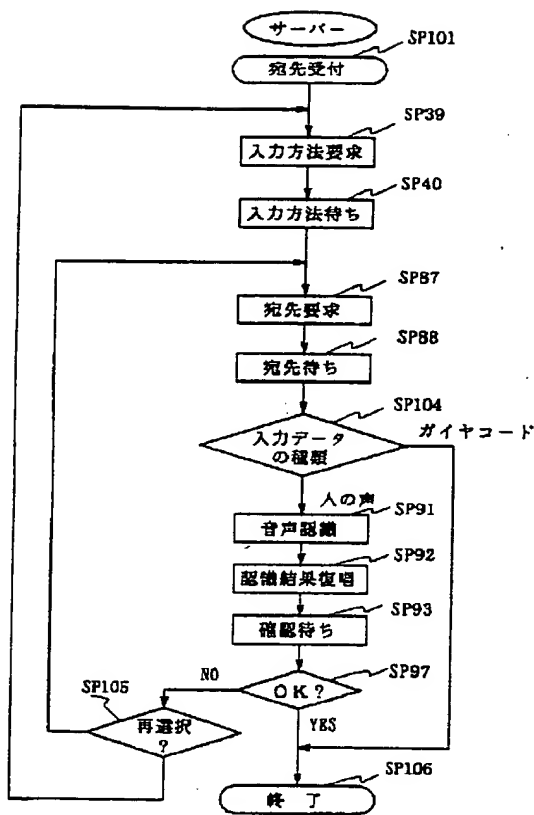 サーバー
SP101
宛先受付
SP39
入力方法要求
SP40
入力方法待ち
SP87
宛先要求
SP88
宛先待ち
SP104
入力データ
の種類
ガイヤコード
人の声
SP91
音声認識
SP92
認識結果復唱
SP93
確認待ち
SP97
OK?
NO
SP105
再選択
?
YES
SP106
終了